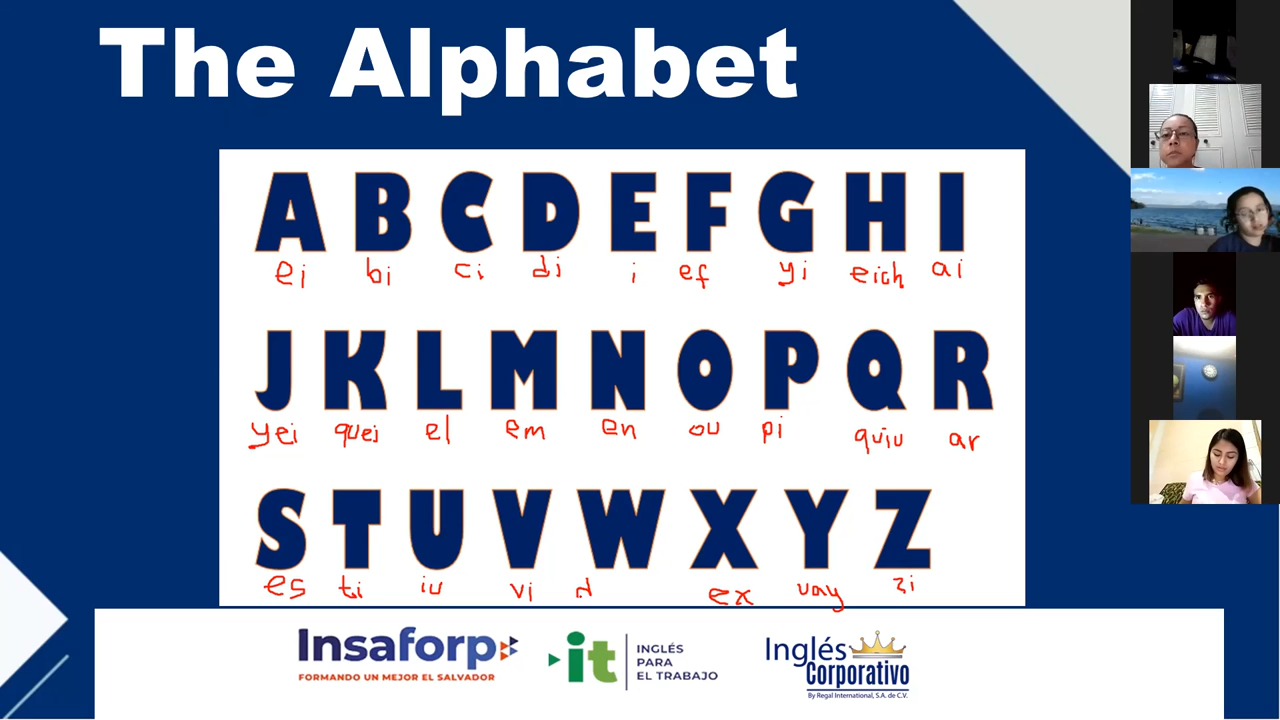 The Alphabet
A B C D E F G H I
ei bi ci di i ef yi eich ai
J K L M N O P Q R
yei quei el em en ou pi quiu ar
S T U V W X Y Z
es ti iu vi d ex uay zi
Insaforp
FORMANDO UN MEJOR EL SALVADOR
it
INGLÉS
PARA
EL TRABAJO
Inglés
Corporativo
By Regal International, S.A. de C.V.